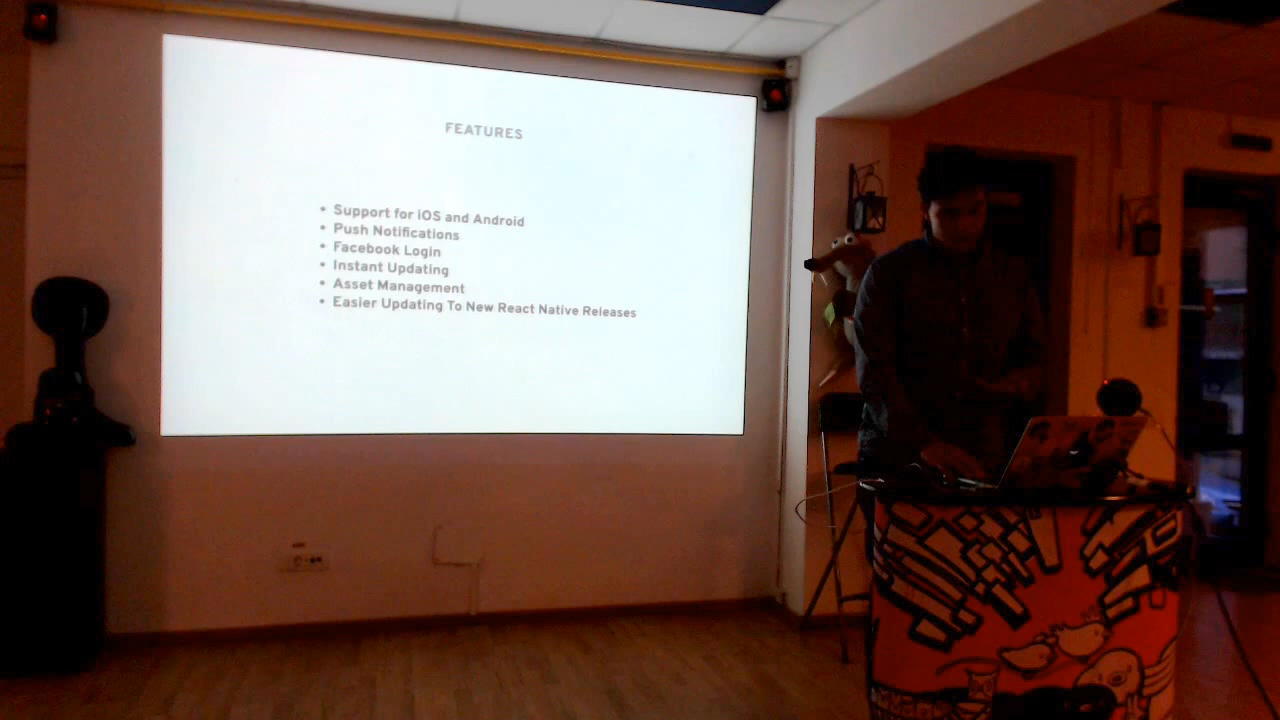 FEATURES
• Support for iOS and Android
• Push Notifications
• Facebook Login
• Instant Updating
• Asset Management
• Easier Updating To New React Native Releases